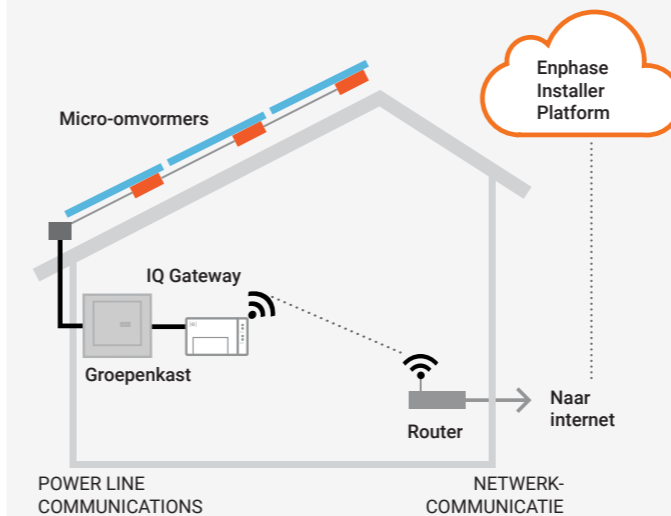 Enphase
Installer
Platform
Micro-omvormers
IQ Gateway
Groepenkast
Router
Naar
internet
POWER LINE
COMMUNICATIONS
NETWERK-
COMMUNICATIE